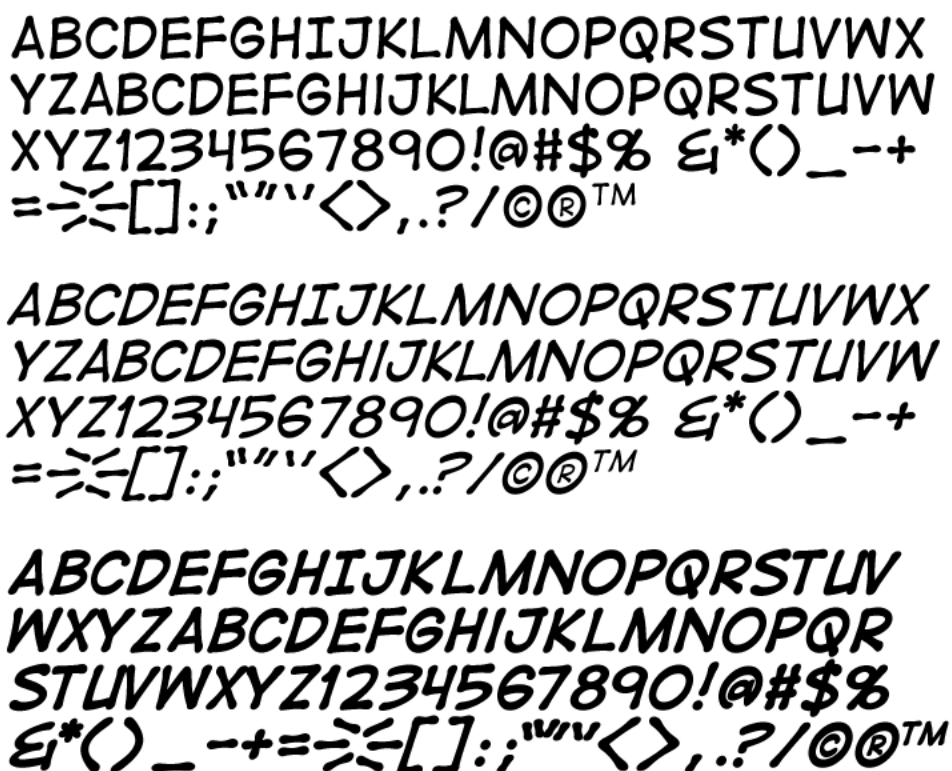 ABCDEFGHIJKLMNOPQRSTUVWX
YZABCDEFGHIJKLMNOPQRSTUVW
XYZ1234567890!@#$% &*()_-+
=[]:;"”“<>,.?/©®™
ABCDEFGHIJKLMNOPQRSTUVWX
YZABCDEFGHIJKLMNOPQRSTUVW
XYZ1234567890!@#$% &*()_-+
=[]:;"”“<>,.?/©®™
ABCDEFGHIJKLMNOPQRSTUV
WXYZABCDEFGHIJKLMNOPQR
STUVWXYZ1234567890!@#$%
&*()_-+=[]:;"”“<>,.?/©®™